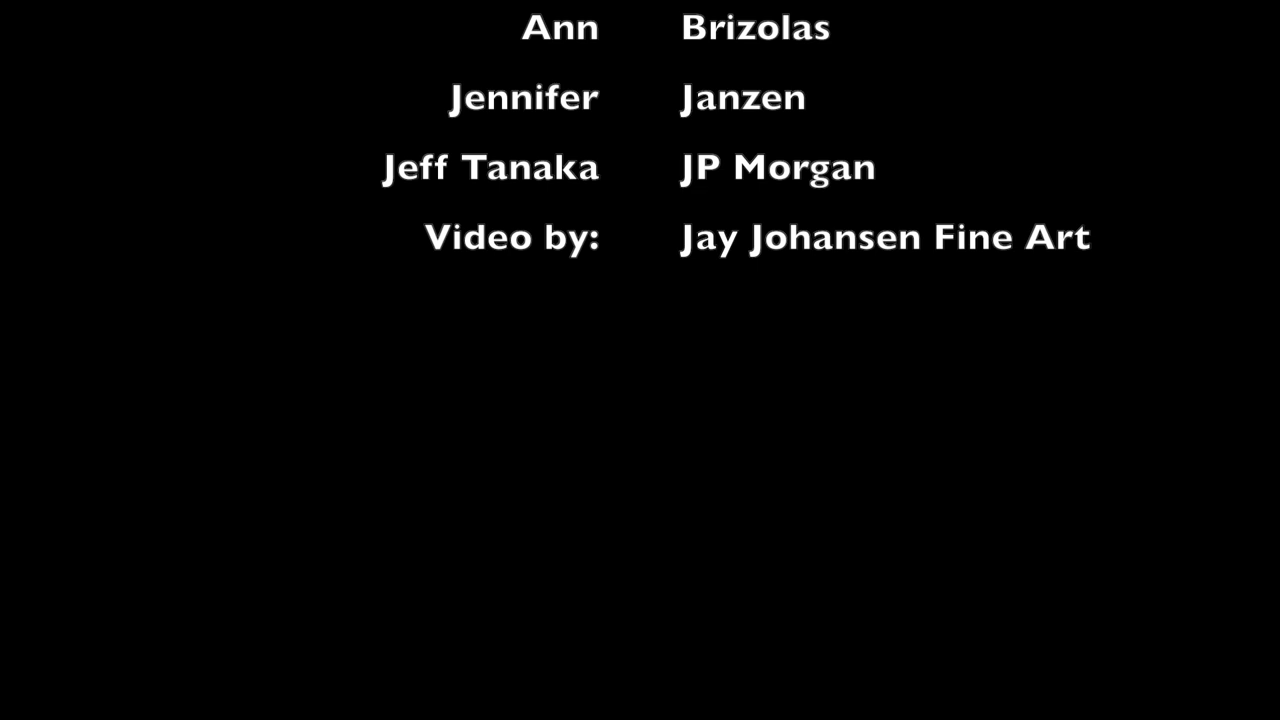 Ann Brizolas
Jennifer Janzen
Jeff Tanaka JP Morgan
Video by: Jay Johansen Fine Art